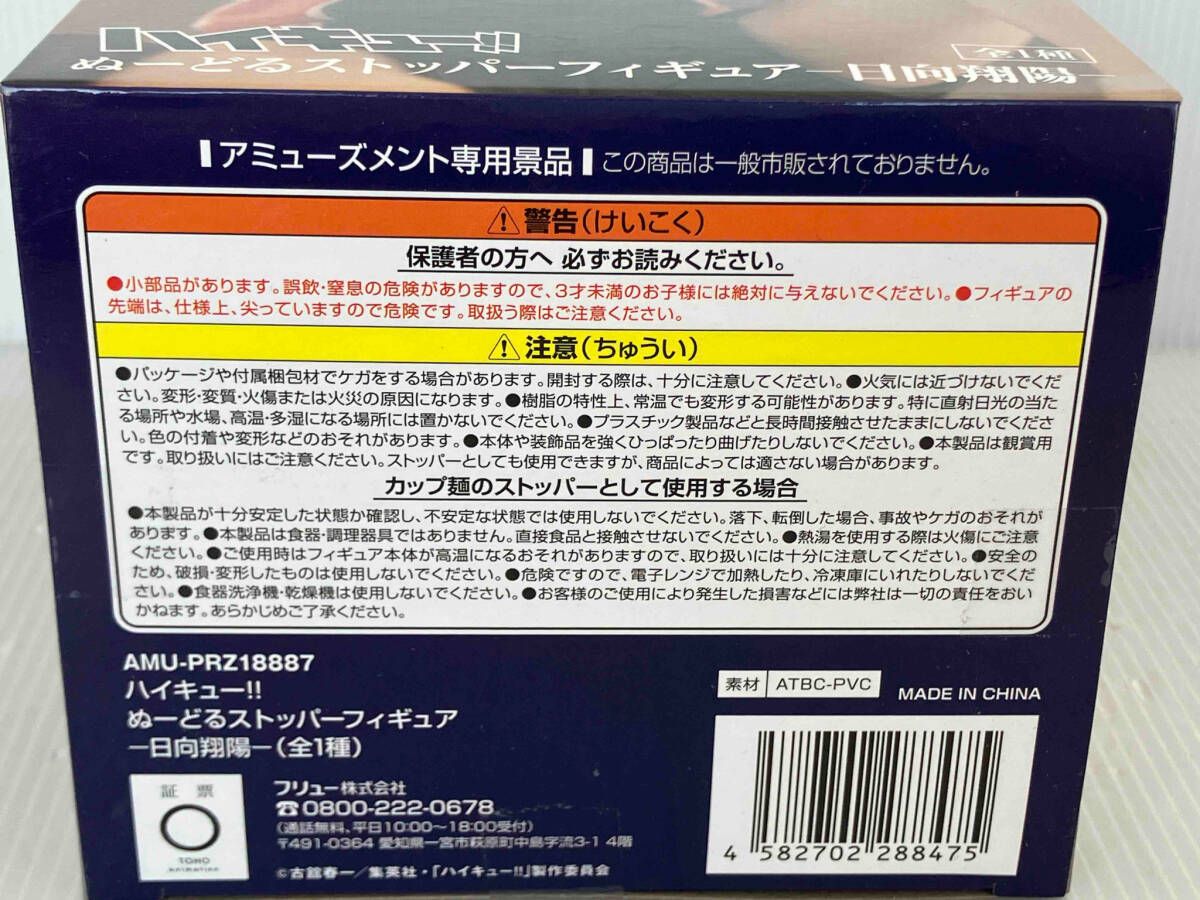 ハイキュー!!
全1種
ぬーどるストッパーフィギュア―日向翔陽―
アミューズメント専用景品 この商品は一般市販されておりません。
⚠警告(けいこく)
保護者の方へ 必ずお読みください。
●小部品があります。誤飲・窒息の危険がありますので、3才未満のお子様には絶対に与えないでください。●フィギュアの
先端は、仕様上、尖っていますので危険です。取扱う際はご注意ください。
⚠注意(ちゅうい)
●パッケージや付属梱包材でケガをする場合があります。開封する際は、十分に注意してください。●火気には近づけないでくだ
さい。変形・変質・火傷または火災の原因になります。●樹脂の特性上、常温でも変形する可能性があります。特に直射日光の当た
る場所や水場、高温・多湿になる場所には置かないでください。●プラスチック製品などと長時間接触させたままにしないでくださ
い。色の付着や変形などのおそれがあります。●本体や装飾品を強くひっぱったり曲げたりしないでください。●本製品は観賞用
です。取り扱いにはご注意ください。ストッパーとしても使用できますが、商品によっては適さない場合があります。
カップ麺のストッパーとして使用する場合
●本製品が十分安定した状態か確認し、不安定な状態では使用しないでください。落下、転倒した場合、事故やケガのおそれが
あります。●本製品は食器・調理器具ではありません。直接食品と接触させないでください。●熱湯を使用する際は火傷にご注意
ください。●ご使用時はフィギュア本体が高温になるおそれがありますので、取り扱いには十分に注意してください。●安全の
ため、破損・変形したものは使用しないでください。●危険ですので、電子レンジで加熱したり、冷凍庫にいれたりしないでくだ
さい。●食器洗浄機・乾燥機は使用しないでください。●お客様のご使用により発生した損害などには弊社は一切の責任をおい
かねます。あらかじめご了承ください。
AMU-PRZ18887
ハイキュー!!
ぬーどるストッパーフィギュア
―日向翔陽―(全1種)
素材 ATBC-PVC MADE IN CHINA
証票
TOHO
animation
フリュー株式会社
☎0800-222-0678
(通話無料、平日10:00～18:00受付)
〒491-0364 愛知県一宮市萩原町中島字流3-1 4階
©古舘春一／集英社・「ハイキュー!!」製作委員会
4 582702 288475